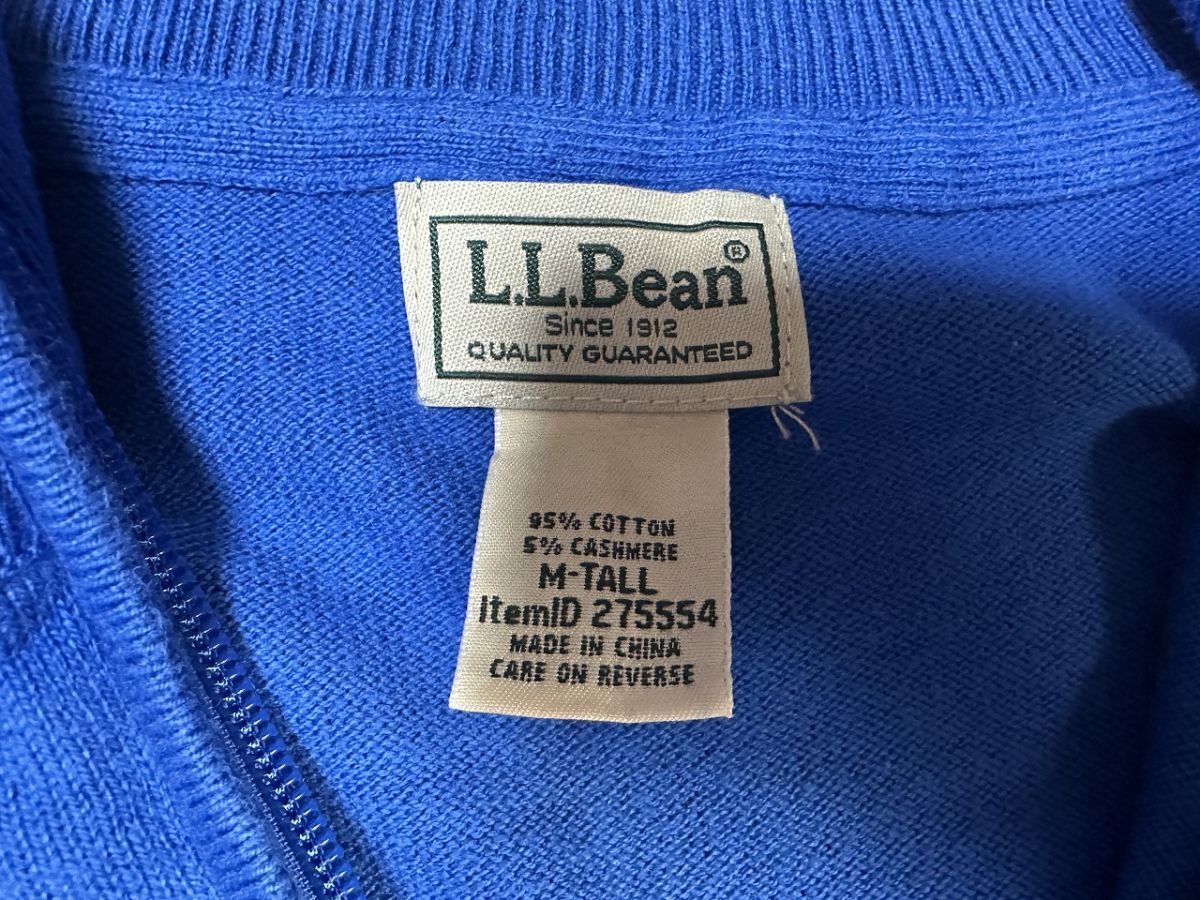 L.L.Bean®
Since 1912
QUALITY GUARANTEED
95% COTTON
5% CASHMERE
M-TALL
ItemID 275554
MADE IN CHINA
CARE ON REVERSE